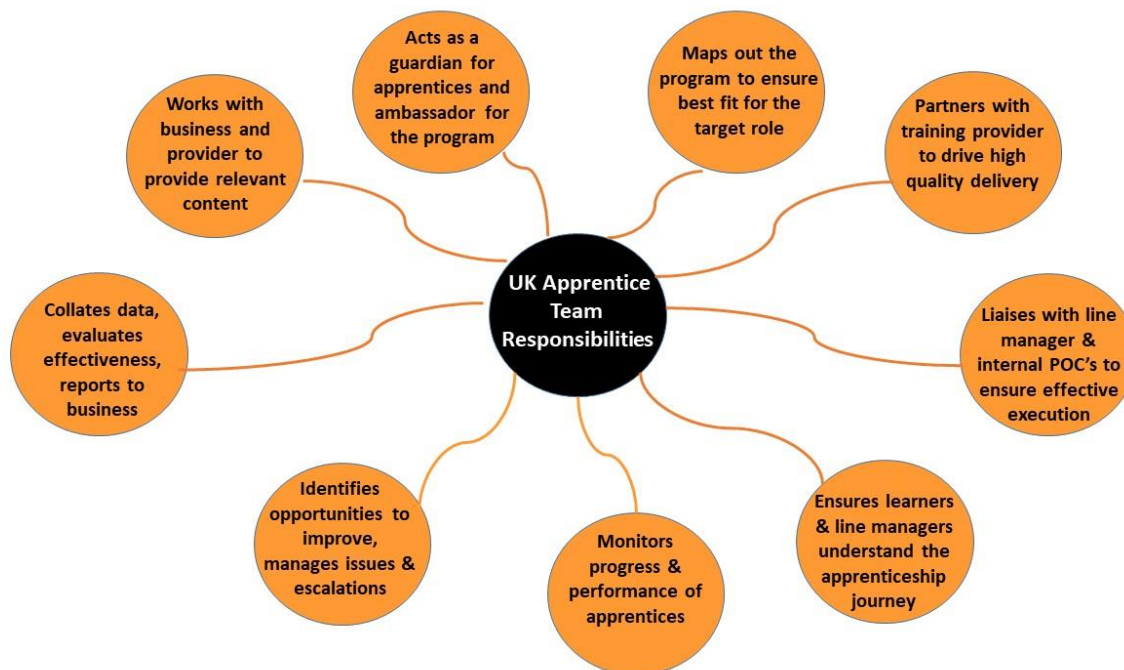 UK Apprentice
Team
Responsibilities
Acts as a
guardian for
apprentices and
ambassador for
the program
Maps out the
program to ensure
best fit for the
target role
Partners with
training provider
to drive high
quality delivery
Liaises with line
manager &
internal POC's to
ensure effective
execution
Ensures learners
& line managers
understand the
apprenticeship
journey
Monitors
progress &
performance of
apprentices
Identifies
opportunities to
improve,
manages issues &
escalations
Collates data,
evaluates
effectiveness,
reports to
business
Works with
business and
provider to
provide relevant
content